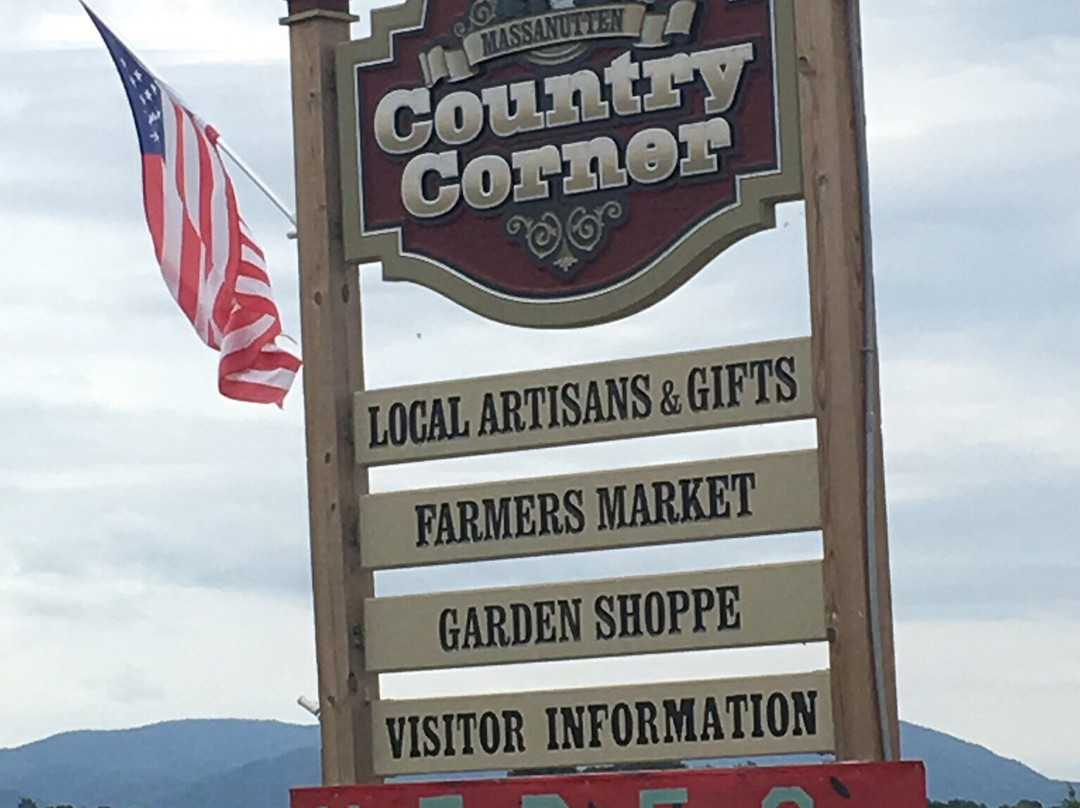 MASSANUTTEN
Country
Corner
LOCAL ARTISANS & GIFTS
FARMERS MARKET
GARDEN SHOPPE
VISITOR INFORMATION